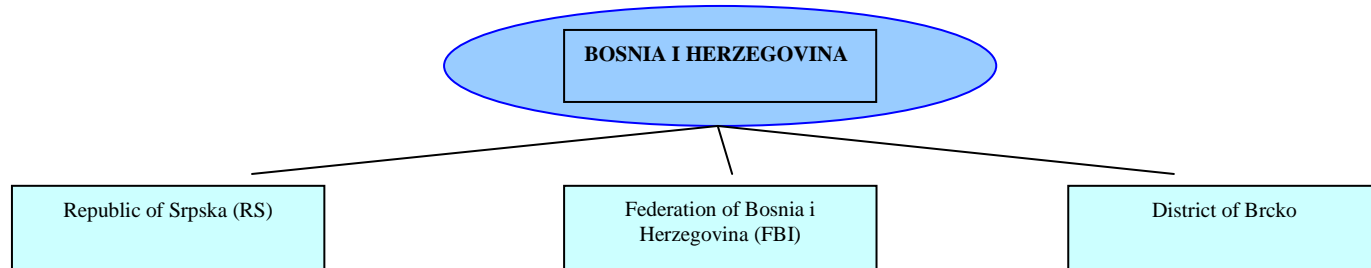 BOSNIA I HERZEGOVINA
Republic of Srpska (RS)
Federation of Bosnia i
Herzegovina (FBI)
District of Brcko